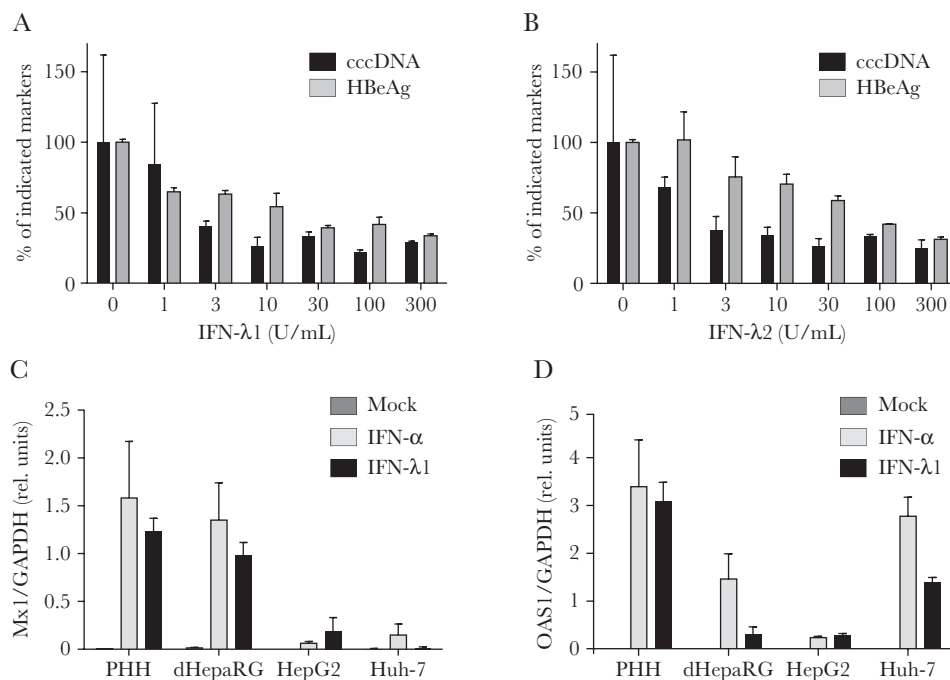 A
% of indicated markers
150
100
50
0
cccDNA
HBeAg
0 1 3 10 30 100 300
IFN-λ1 (U/mL)
B
% of indicated markers
150
100
50
0
cccDNA
HBeAg
0 1 3 10 30 100 300
IFN-λ2 (U/mL)
C
Mx1/GAPDH (rel. units)
2.5
2.0
1.5
1.0
0.5
0
Mock
IFN-α
IFN-λ1
PHH dHepaRG HepG2 Huh-7
D
OAS1/GAPDH (rel. units)
5
4
3
2
1
0
Mock
IFN-α
IFN-λ1
PHH dHepaRG HepG2 Huh-7